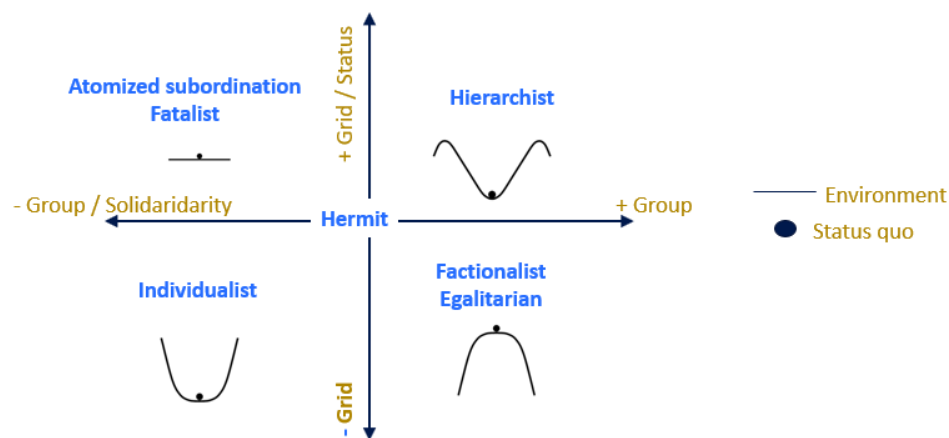 Atomized subordination
Fatalist
+ Grid / Status
Hierarchist
- Group / Solidaridarity
Hermit
+ Group
Environment
Status quo
Individualist
Factionalist
Egalitarian
- Grid